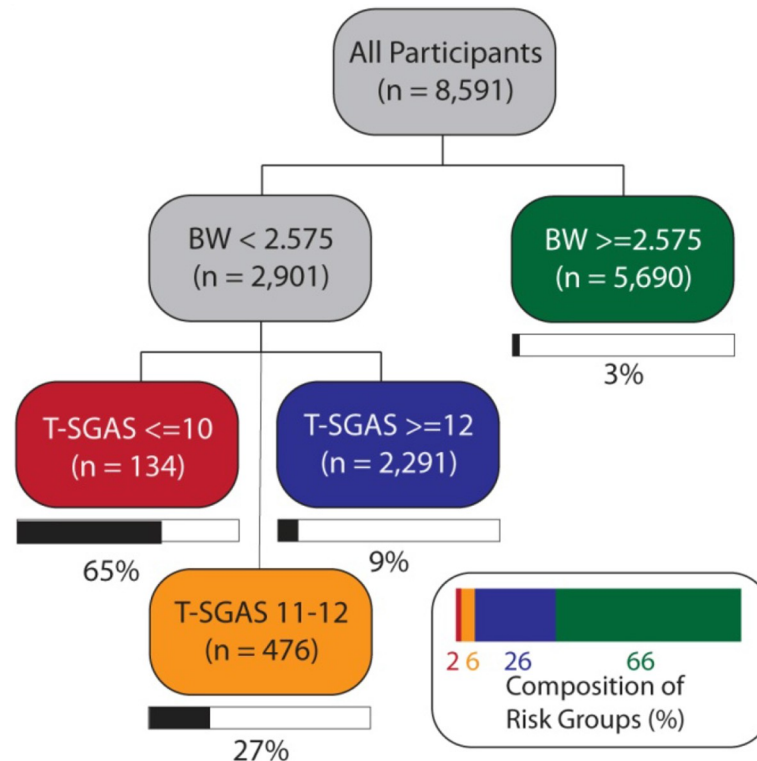 All Participants
(n = 8,591)
BW < 2.575
(n = 2,901)
BW >=2.575
(n = 5,690)
3%
T-SGAS <=10
(n = 134)
T-SGAS >=12
(n = 2,291)
65%
9%
T-SGAS 11-12
(n = 476)
27%
2 6 26 66
Composition of
Risk Groups (%)